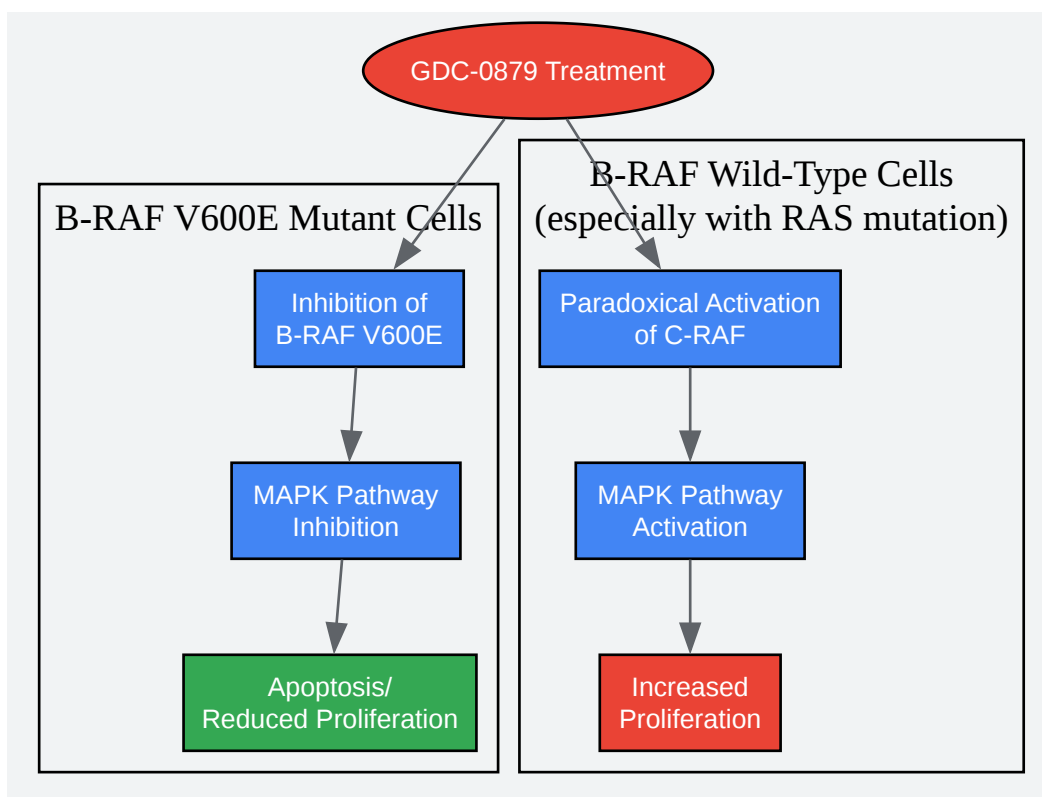 GDC-0879 Treatment
B-RAF V600E Mutant Cells
Inhibition of
B-RAF V600E
MAPK Pathway
Inhibition
Apoptosis/
Reduced Proliferation
B-RAF Wild-Type Cells
(especially with RAS mutation)
Paradoxical Activation
of C-RAF
MAPK Pathway
Activation
Increased
Proliferation